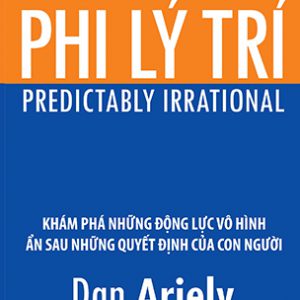 PHI LÝ TRÍ
PREDICTABLY IRRATIONAL
KHÁM PHÁ NHỮNG ĐỘNG LỰC VÔ HÌNH
ẨN SAU NHỮNG QUYẾT ĐỊNH CỦA CON NGƯỜI
Dan Ariely